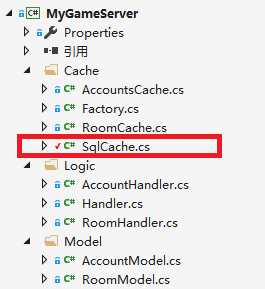 C# MyGameServer
Properties
引用
Cache
C# AccountsCache.cs
C# Factory.cs
C# RoomCache.cs
C# SqlCache.cs
Logic
C# AccountHandler.cs
C# Handler.cs
C# RoomHandler.cs
Model
C# AccountModel.cs
C# RoomModel.cs